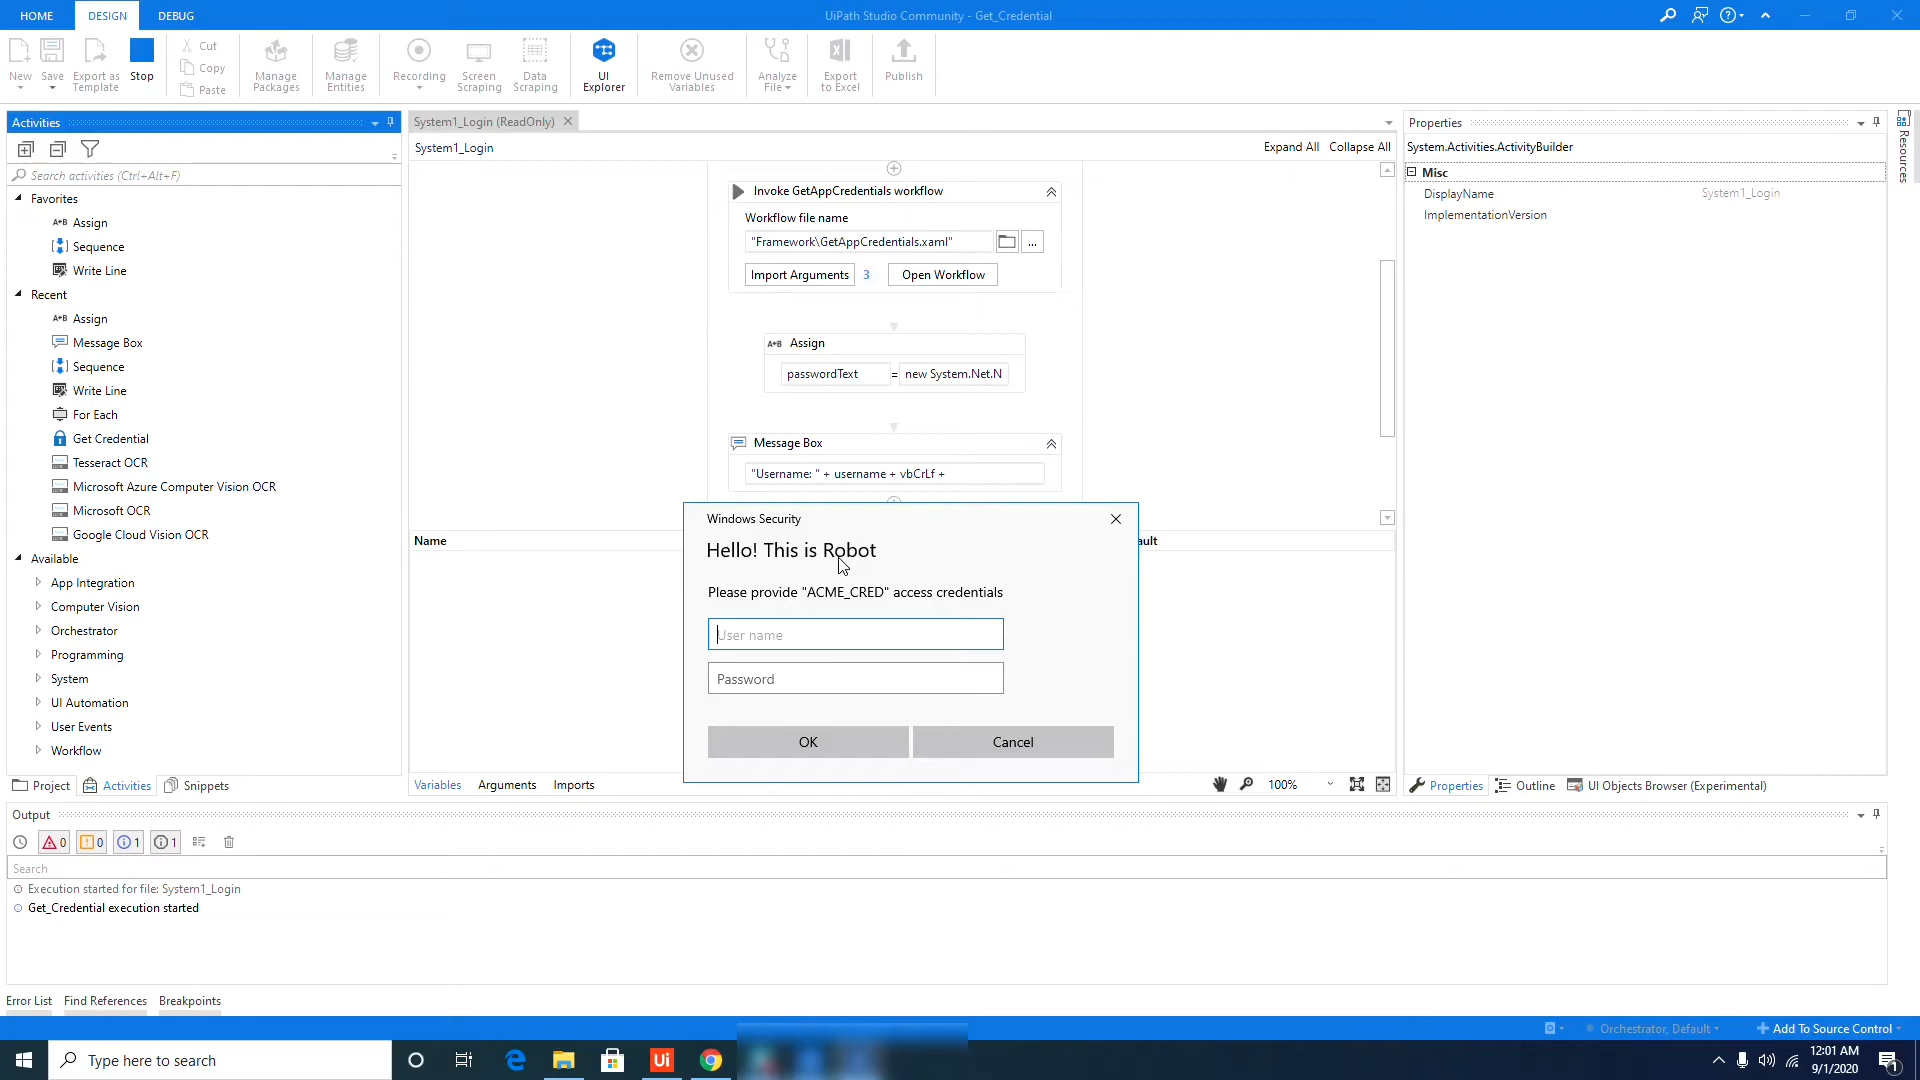 HOME DESIGN DEBUG UiPath Studio Community - Get_Credential
New Save Export as Template Stop Cut Copy Paste Manage Packages Manage Entities Recording Screen Scraping Data Scraping UI Explorer Remove Unused Variables Analyze File Export to Excel Publish
Activities
Search activities (Ctrl+Alt+F)
Favorites
A+B Assign
Sequence
Write Line
Recent
A+B Assign
Message Box
Sequence
Write Line
For Each
Get Credential
Tesseract OCR
Microsoft Azure Computer Vision OCR
Microsoft OCR
Google Cloud Vision OCR
Available
App Integration
Computer Vision
Orchestrator
Programming
System
UI Automation
User Events
Workflow
Project Activities Snippets
System1_Login (ReadOnly)
System1_Login Expand All Collapse All
Invoke GetAppCredentials workflow
Workflow file name
"Framework\GetAppCredentials.xaml" ...
Import Arguments 3 Open Workflow
A+B Assign
passwordText = new System.Net.N
Message Box
"Username: " + username + vbCrLf +
Name
Windows Security
Hello! This is Robot
Please provide "ACME_CRED" access credentials
User name
Password
OK Cancel
ault
Variables Arguments Imports 100%
Properties
System.Activities.ActivityBuilder
Misc
DisplayName System1_Login
ImplementationVersion
Properties Outline UI Objects Browser (Experimental)
Resources
Output
0 0 1 1
Search
Execution started for file: System1_Login
Get_Credential execution started
Error List Find References Breakpoints
Orchestrator, Default Add To Source Control
Type here to search Ui 12:01 AM
9/1/2020 1